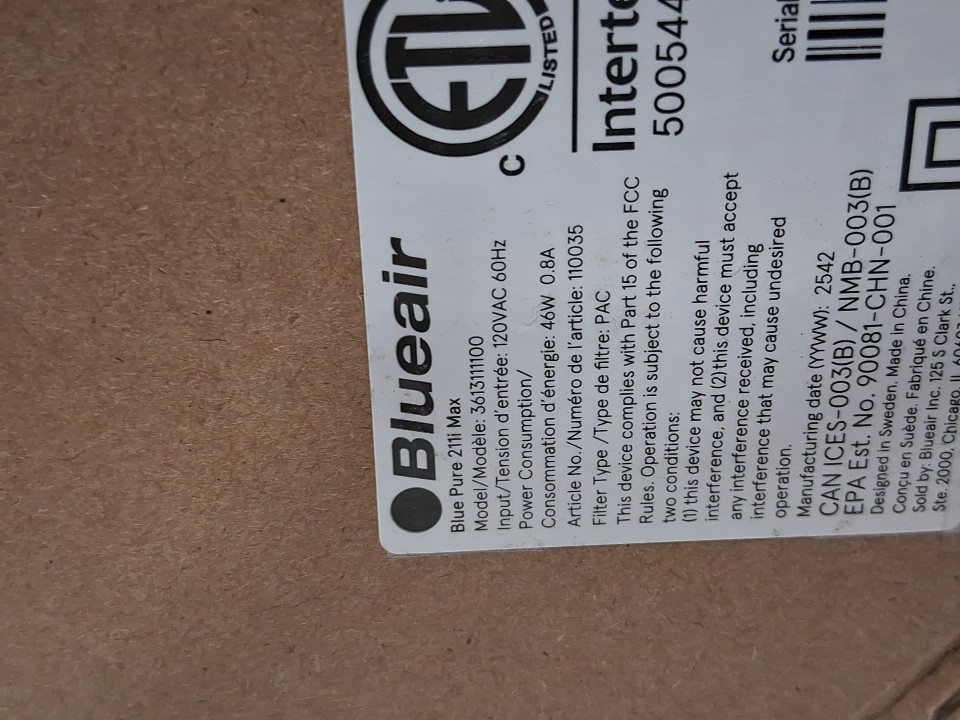 Blueair
Blue Pure 211i Max
Model/Modèle: 3613111100
Input/Tension d'entrée: 120VAC 60Hz
Power Consumption/
Consommation d'énergie: 46W 0.8A
Article No./Numéro de l'article: 110035
Filter Type /Type de filtre: PAC
This device complies with Part 15 of the FCC
Rules. Operation is subject to the following
two conditions:
(1) this device may not cause harmful
interference, and (2) this device must accept
any interference received, including
interference that may cause undesired
operation.
Manufacturing date (YYWW): 2542
CAN ICES-003(B) / NMB-003(B)
EPA Est. No. 90081-CHN-001
Designed in Sweden. Made in China.
Conçu en Suède. Fabriqué en Chine.
Sold by: Blueair Inc. 125 S Clark St.,
Ste. 2000, Chicago, IL
C
ETL
LISTED
Interte
500544
Serial